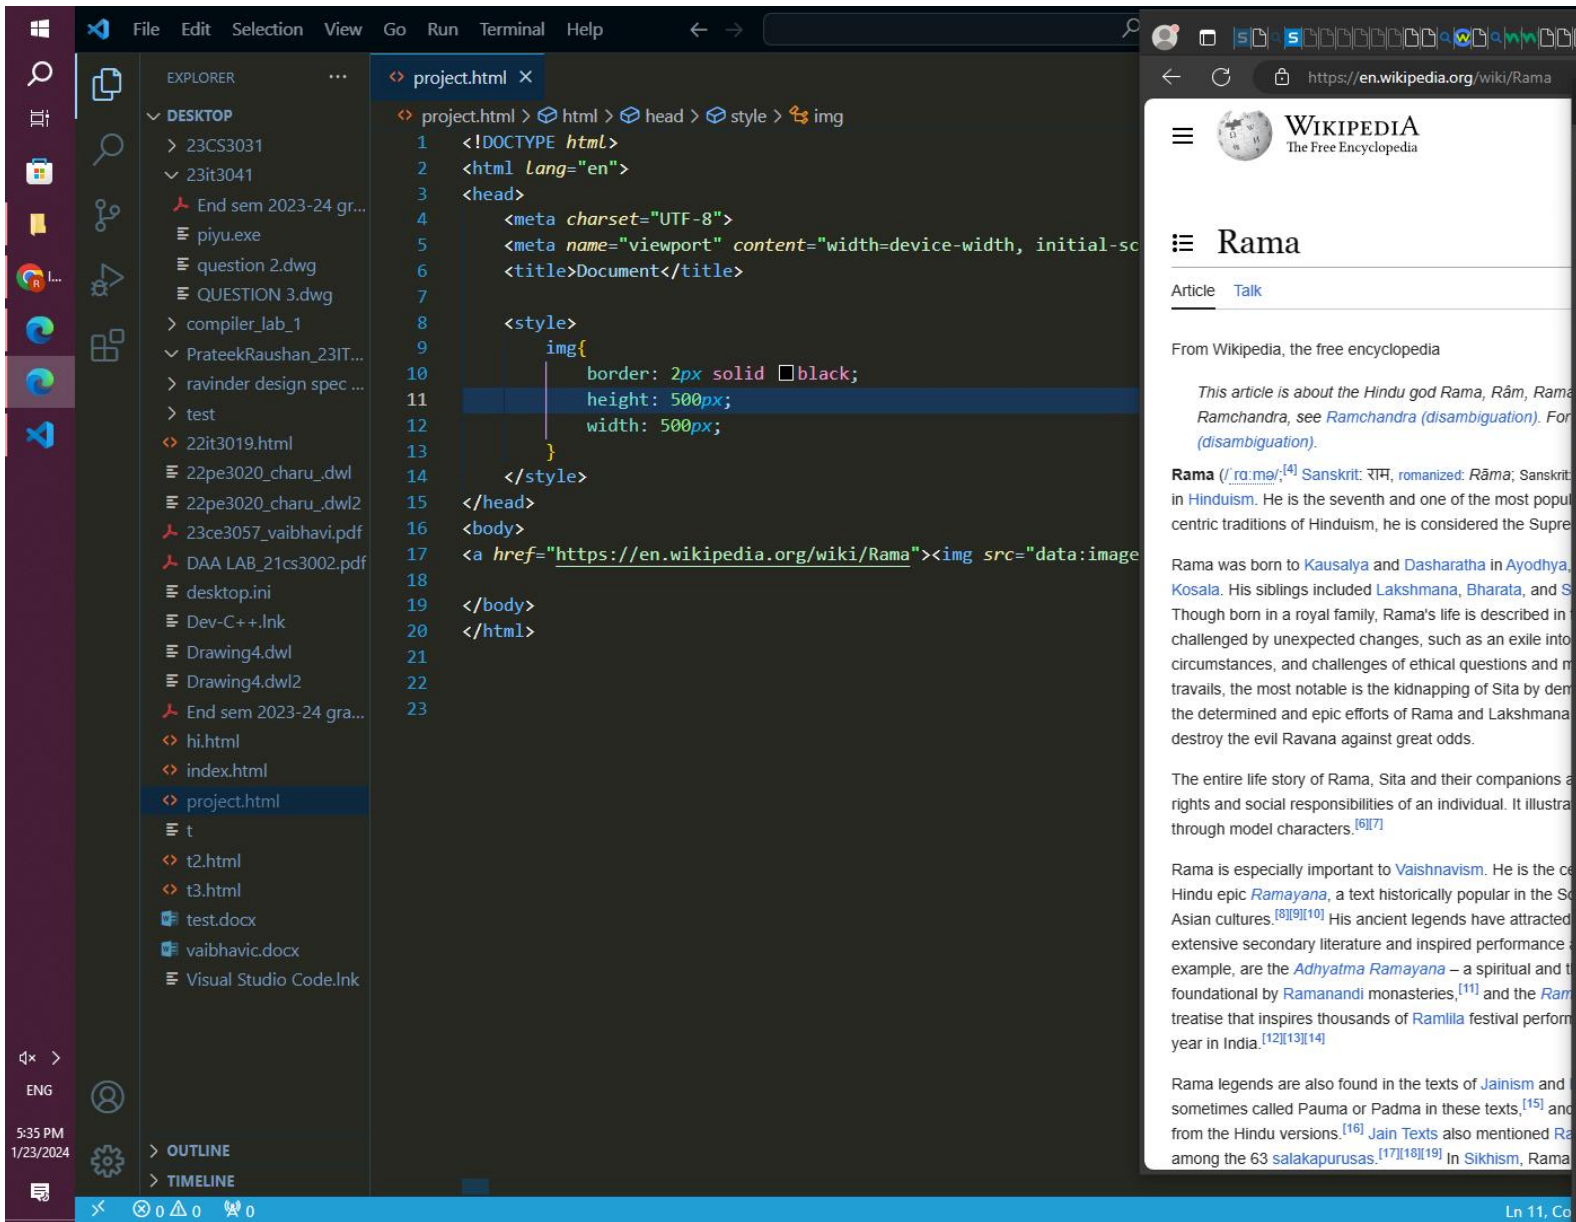 File Edit Selection View Go Run Terminal Help
EXPLORER ···
DESKTOP
23CS3031
23it3041
End sem 2023-24 gr...
piyu.exe
question 2.dwg
QUESTION 3.dwg
compiler_lab_1
PrateekRaushan_23IT...
ravinder design spec ...
test
22it3019.html
22pe3020_charu_.dwl
22pe3020_charu_.dwl2
23ce3057_vaibhavi.pdf
DAA LAB_21cs3002.pdf
desktop.ini
Dev-C++.lnk
Drawing4.dwl
Drawing4.dwl2
End sem 2023-24 gra...
hi.html
index.html
project.html
t
t2.html
t3.html
test.docx
vaibhavic.docx
Visual Studio Code.lnk
OUTLINE
TIMELINE
project.html
project.html > html > head > style > img
1 <!DOCTYPE html>
2 <html lang="en">
3 <head>
4 <meta charset="UTF-8">
5 <meta name="viewport" content="width=device-width, initial-sc
6 <title>Document</title>
7
8 <style>
9 img{
10 border: 2px solid black;
11 height: 500px;
12 width: 500px;
13 }
14 </style>
15 </head>
16 <body>
17 <a href="https://en.wikipedia.org/wiki/Rama"><img src="data:image
18
19 </body>
20 </html>
21
22
23
https://en.wikipedia.org/wiki/Rama
WIKIPEDIA
The Free Encyclopedia
Rama
Article Talk
From Wikipedia, the free encyclopedia
This article is about the Hindu god Rama, Râm, Rama
Ramchandra, see Ramchandra (disambiguation). For
(disambiguation).
Rama (/ˈrɑːmə/;[4] Sanskrit: राम, romanized: Rāma; Sanskrit:
in Hinduism. He is the seventh and one of the most popul
centric traditions of Hinduism, he is considered the Supre
Rama was born to Kausalya and Dasharatha in Ayodhya,
Kosala. His siblings included Lakshmana, Bharata, and S
Though born in a royal family, Rama's life is described in
challenged by unexpected changes, such as an exile into
circumstances, and challenges of ethical questions and m
travails, the most notable is the kidnapping of Sita by dem
the determined and epic efforts of Rama and Lakshmana
destroy the evil Ravana against great odds.
The entire life story of Rama, Sita and their companions a
rights and social responsibilities of an individual. It illustra
through model characters.[6][7]
Rama is especially important to Vaishnavism. He is the ce
Hindu epic Ramayana, a text historically popular in the So
Asian cultures.[8][9][10] His ancient legends have attracted
extensive secondary literature and inspired performance a
example, are the Adhyatma Ramayana – a spiritual and t
foundational by Ramanandi monasteries,[11] and the Ram
treatise that inspires thousands of Ramlila festival perform
year in India.[12][13][14]
Rama legends are also found in the texts of Jainism and
sometimes called Pauma or Padma in these texts,[15] and
from the Hindu versions.[16] Jain Texts also mentioned Ra
among the 63 salakapurusas.[17][18][19] In Sikhism, Rama
ENG
5:35 PM
1/23/2024
0 0 0
Ln 11, Co